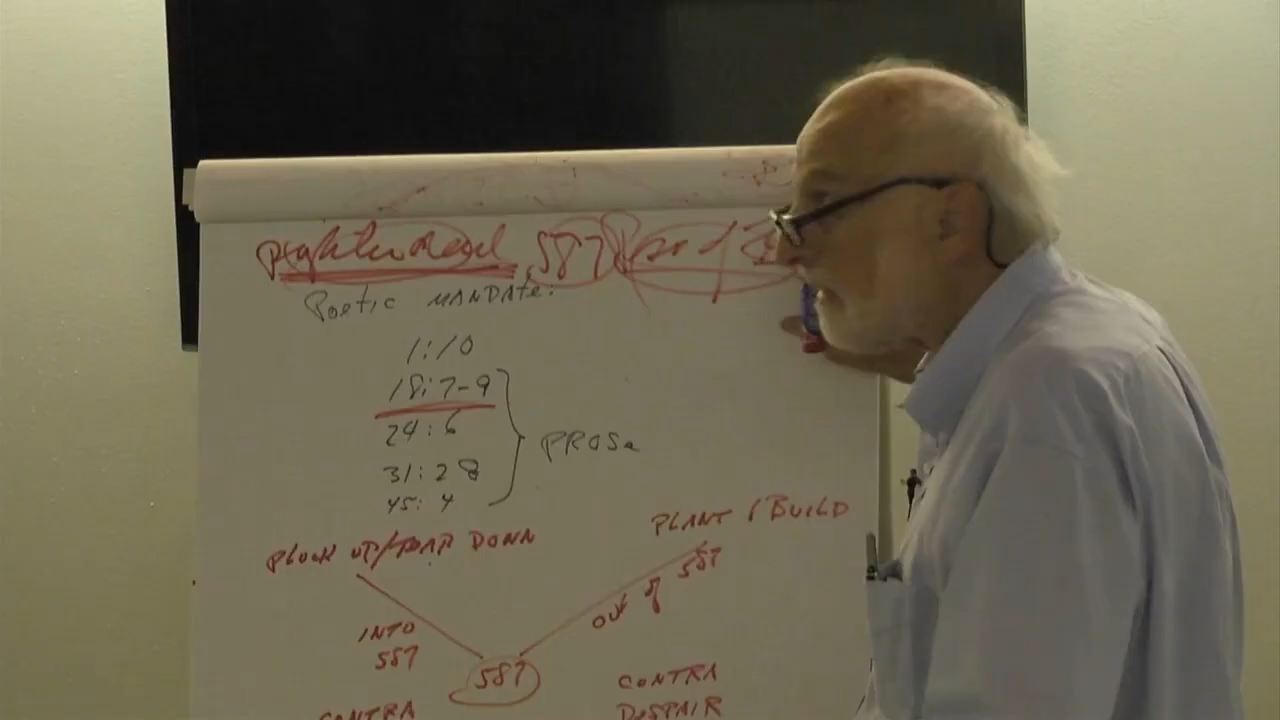 587
Poetic MANDATE:
1:10
18:7-9
24:6
31:28
45:4
PROSe
PLUCK UP/TEAR DOWN
PLANT & BUILD
INTO
587
OUT OF 587
587
CONTRA
CONTRA
DESPAIR